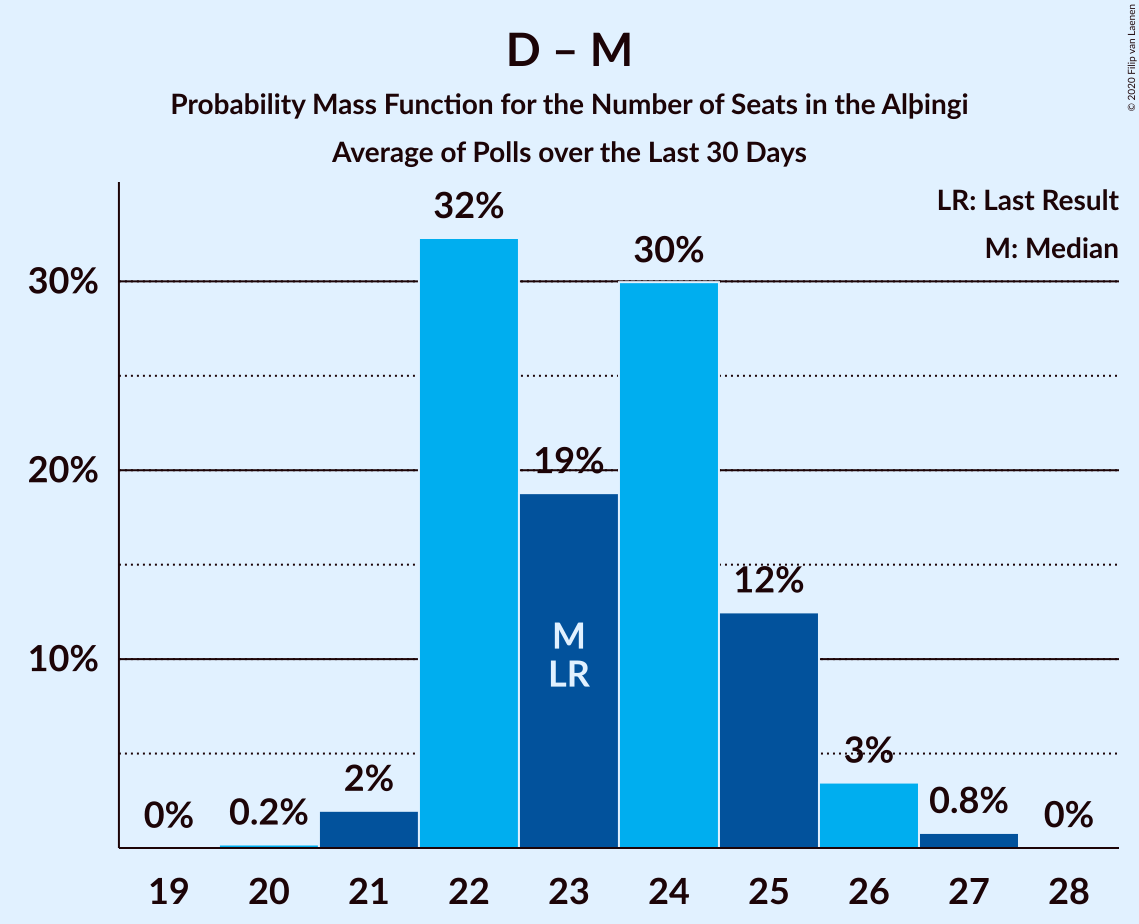 D – M
Probability Mass Function for the Number of Seats in the Alþingi
Average of Polls over the Last 30 Days
© 2020 Filip van Laenen
LR: Last Result
M: Median
30%
20%
10%
0%
0.2%
2%
32%
19%
30%
12%
3%
0.8%
0%
M
LR
19
20
21
22
23
24
25
26
27
28